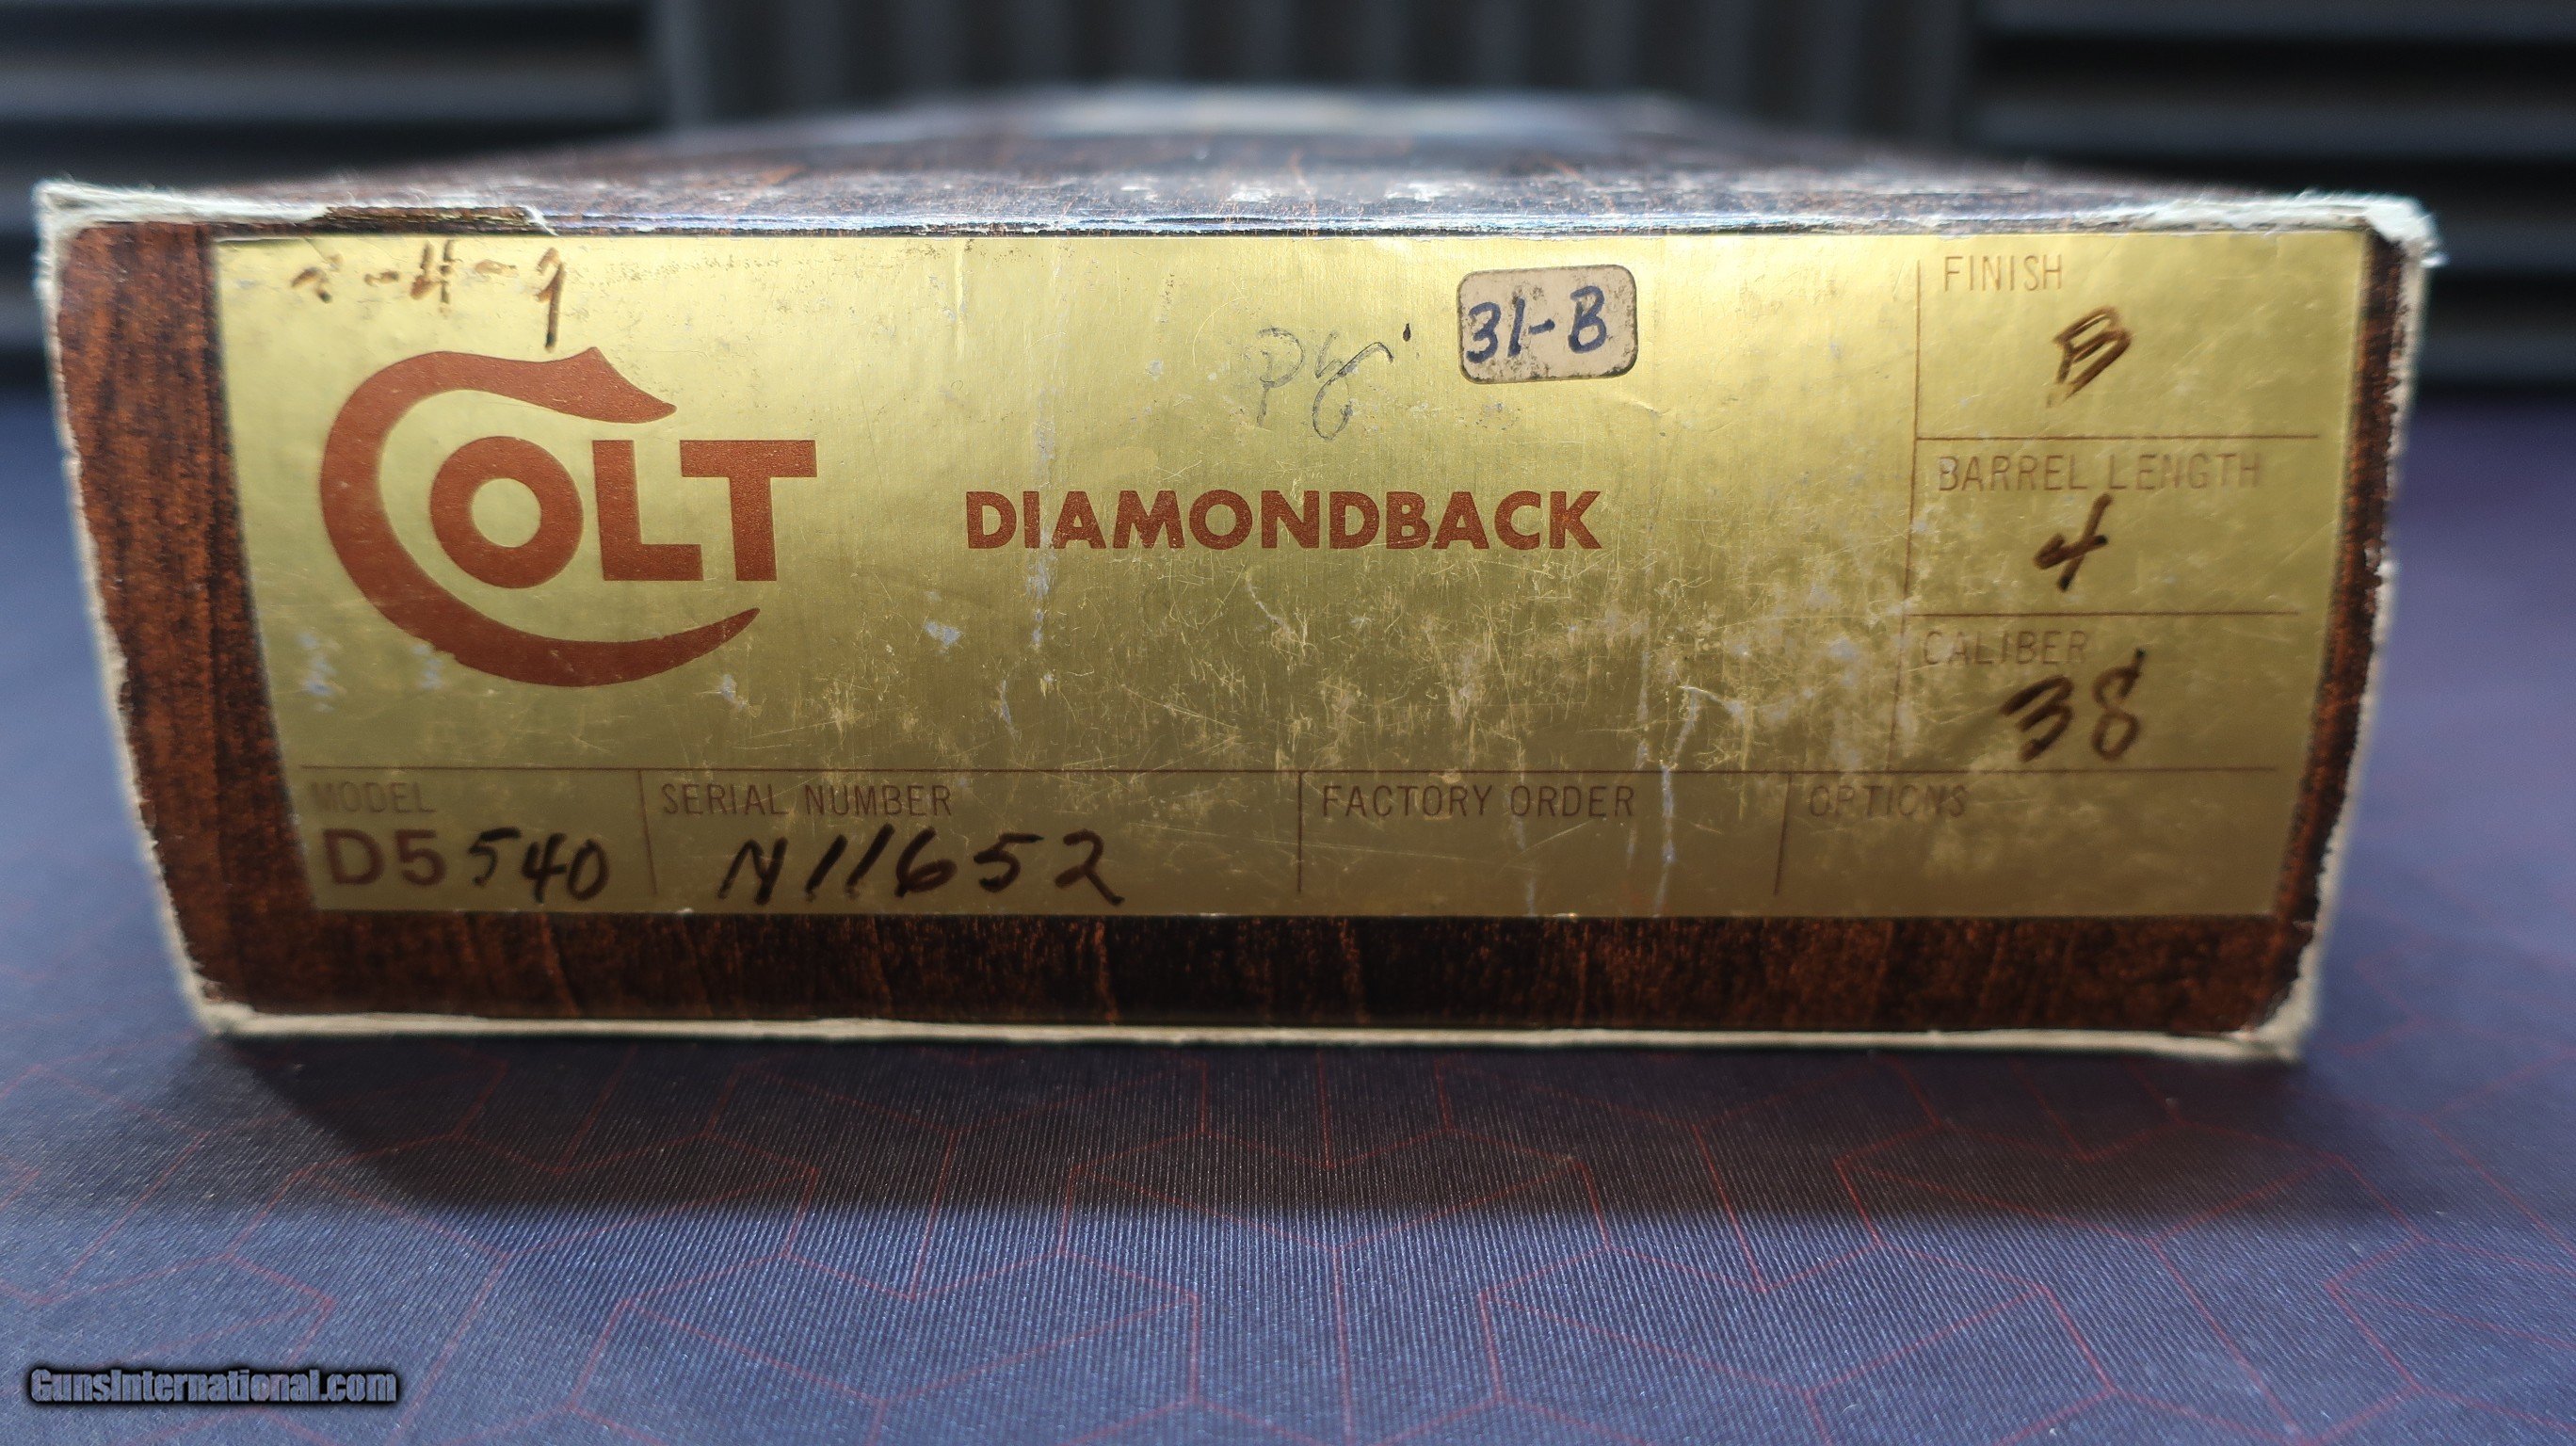 31-B
COLT
DIAMONDBACK
FINISH
B
BARREL LENGTH
4
CALIBER
38
MODEL
D5540
SERIAL NUMBER
N11652
FACTORY ORDER
OPTIONS
GunsInternational.com